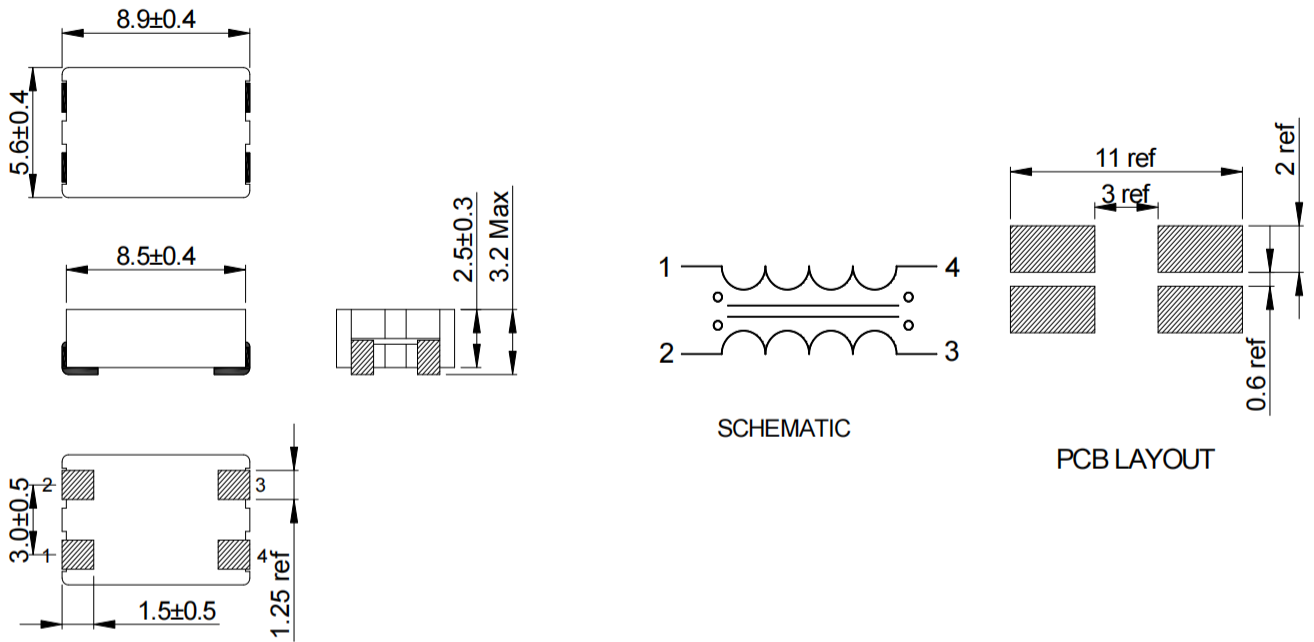 8.9±0.4
5.6±0.4
8.5±0.4
2.5±0.3
3.2 Max
2
3
1
4
3.0±0.5
1.5±0.5
1.25 ref
1
4
2
3
SCHEMATIC
11 ref
3 ref
2 ref
0.6 ref
PCB LAYOUT